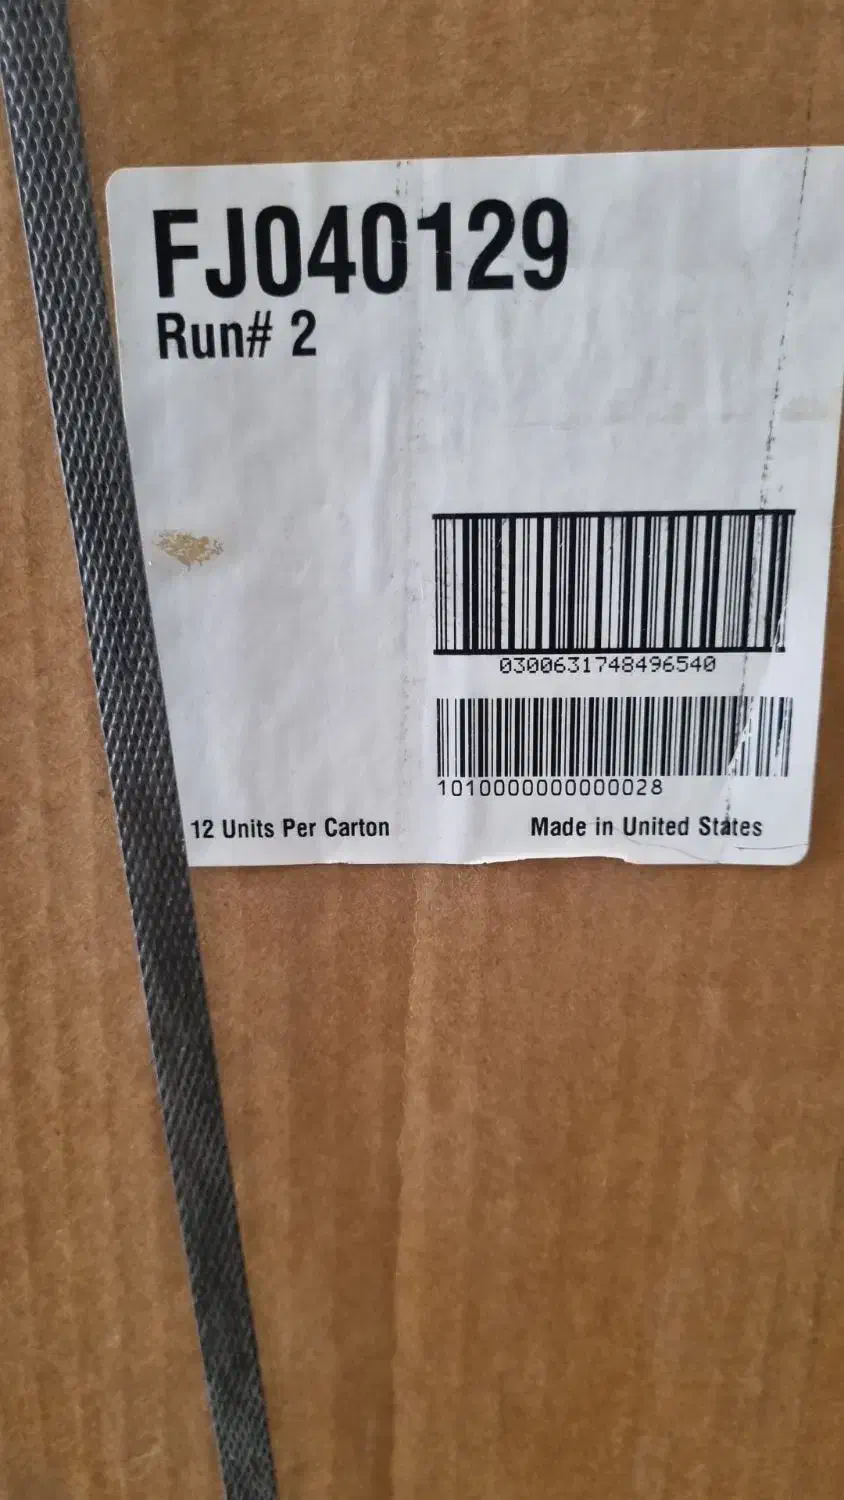 FJ040129
Run# 2
0300631748496540
1010000000000028
12 Units Per Carton
Made in United States